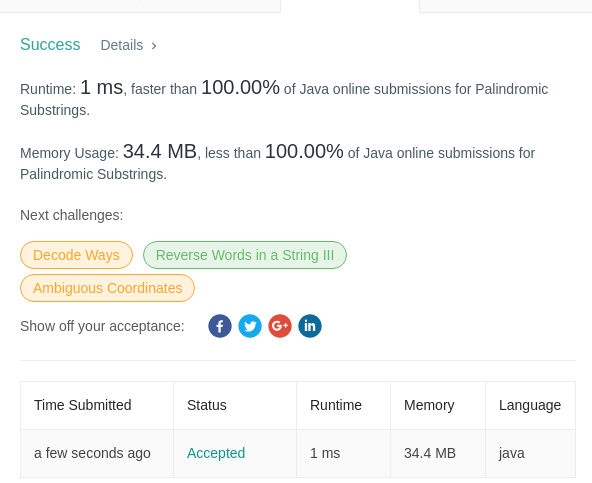 Success Details >
Runtime: 1 ms, faster than 100.00% of Java online submissions for Palindromic
Substrings.
Memory Usage: 34.4 MB, less than 100.00% of Java online submissions for
Palindromic Substrings.
Next challenges:
Decode Ways Reverse Words in a String III
Ambiguous Coordinates
Show off your acceptance: f G+ in
Time Submitted Status Runtime Memory Language
a few seconds ago Accepted 1 ms 34.4 MB java